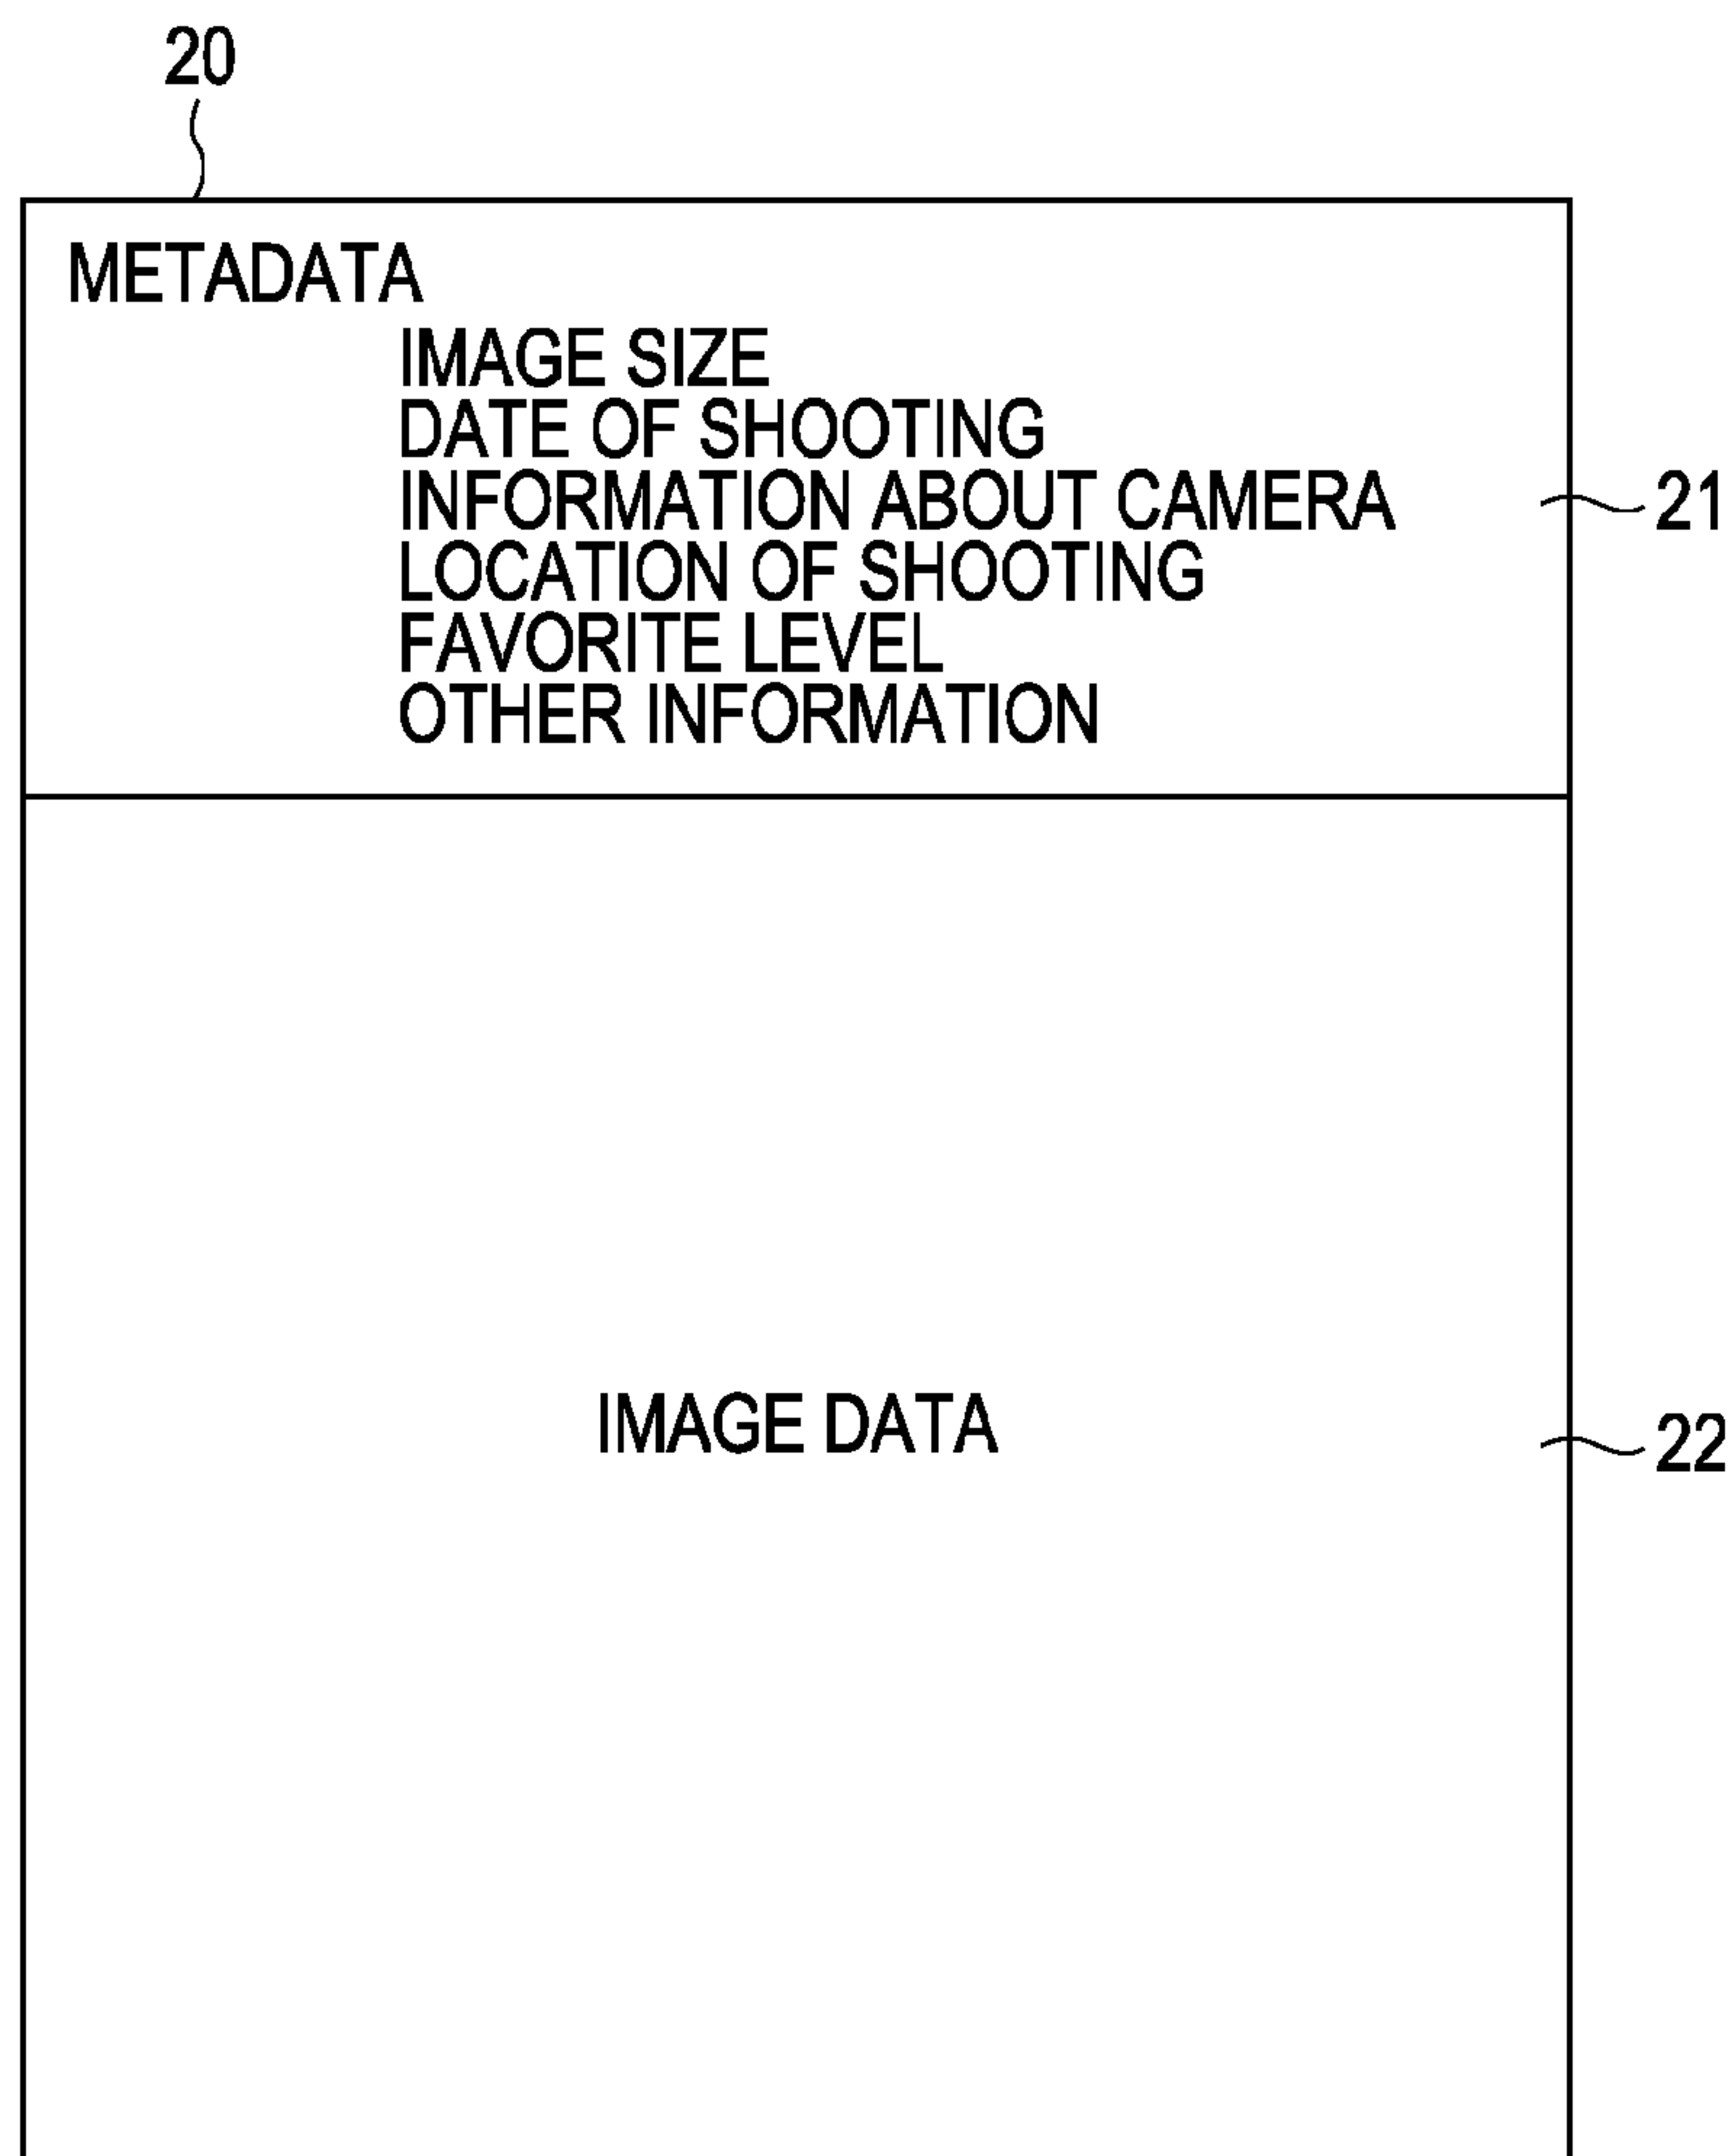 20
METADATA
IMAGE SIZE
DATE OF SHOOTING
INFORMATION ABOUT CAMERA
LOCATION OF SHOOTING
FAVORITE LEVEL
OTHER INFORMATION
21
IMAGE DATA
22